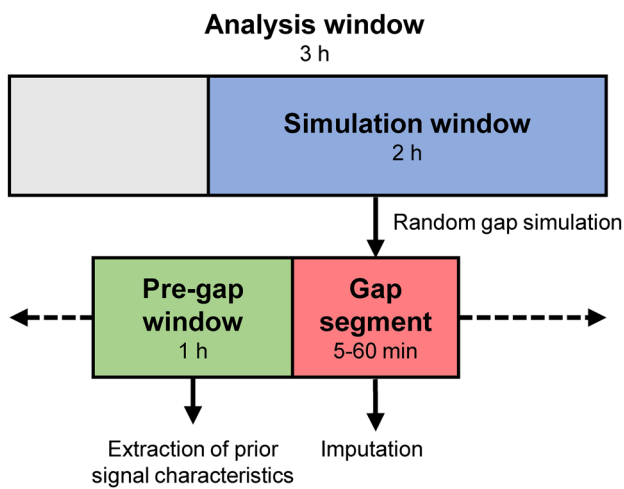 Analysis window
3 h
Simulation window
2 h
Random gap simulation
Pre-gap
window
1 h
Gap
segment
5-60 min
Extraction of prior
signal characteristics
Imputation